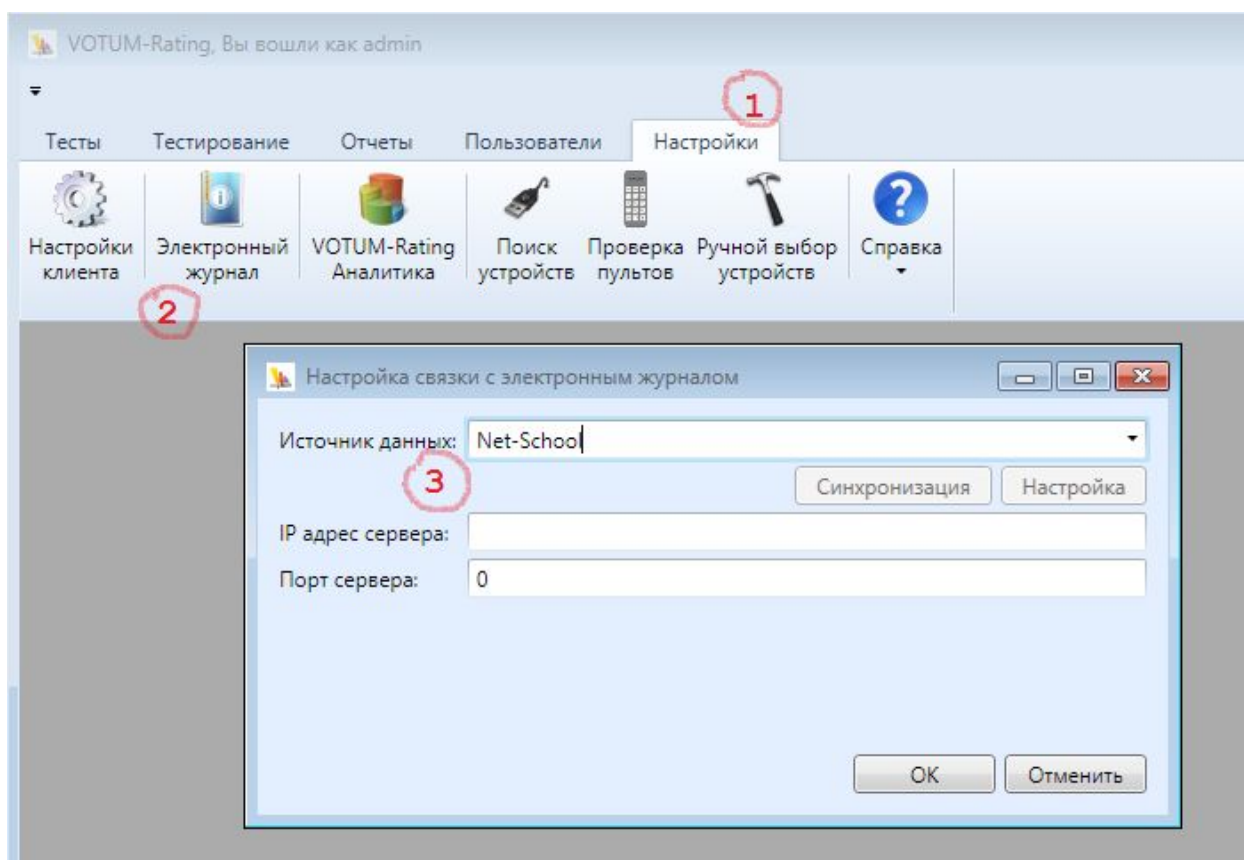 VOTUM-Rating, Вы вошли как admin
1
Тесты Тестирование Отчеты Пользователи Настройки
Настройки клиента
Электронный журнал
VOTUM-Rating Аналитика
Поиск устройств
Проверка пультов
Ручной выбор устройств
Справка
2
Настройка связки с электронным журналом
Источник данных: Net-School
3
Синхронизация Настройка
IP адрес сервера:
Порт сервера: 0
OK Отменить